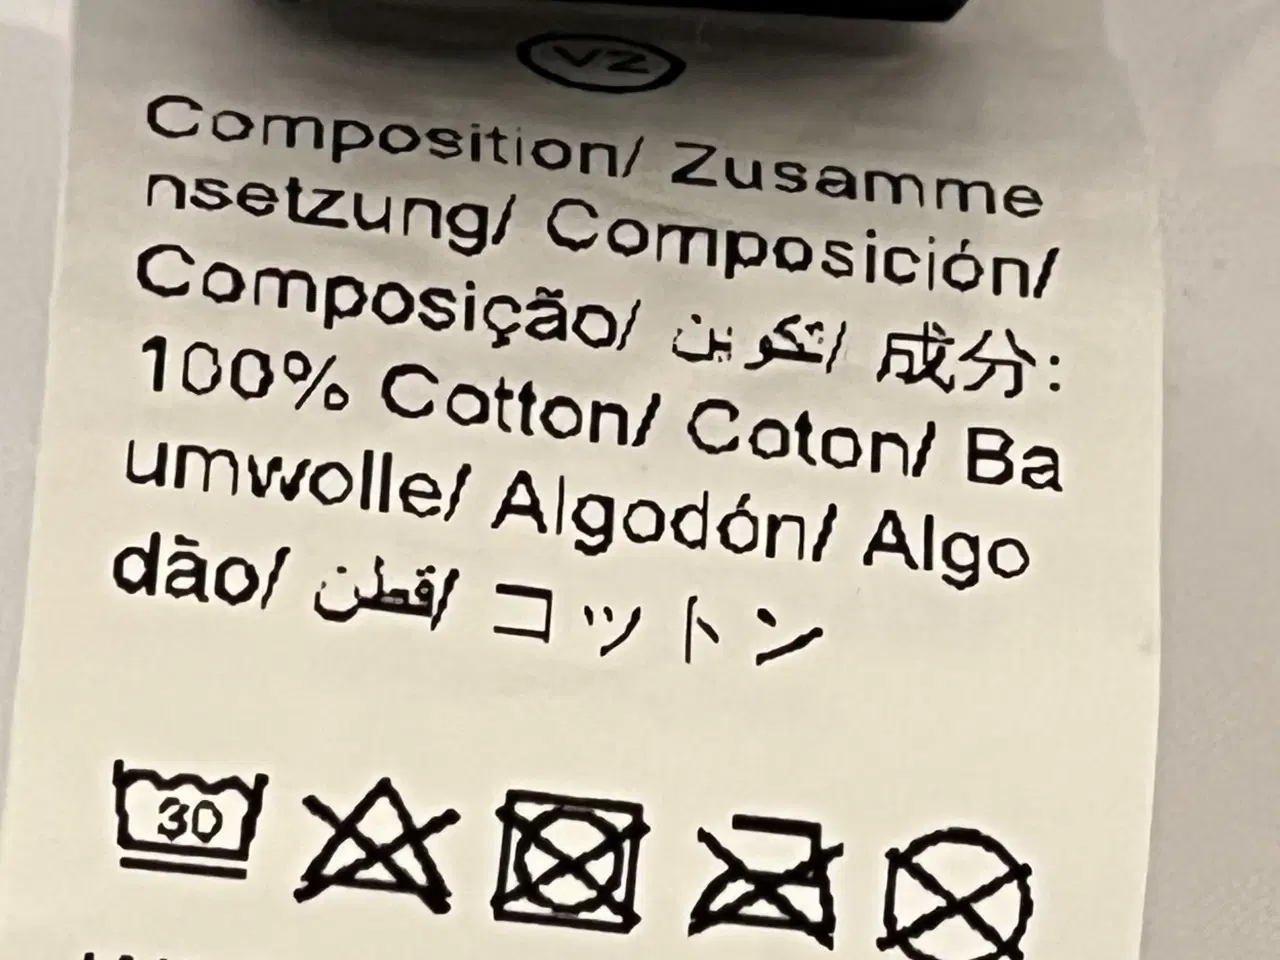 VZ
Composition/ Zusamme
nsetzung/ Composición/
Composição/ تكوين/ 成分:
100% Cotton/ Coton/ Ba
umwolle/ Algodón/ Algo
dão/ قطن/ コットン
30